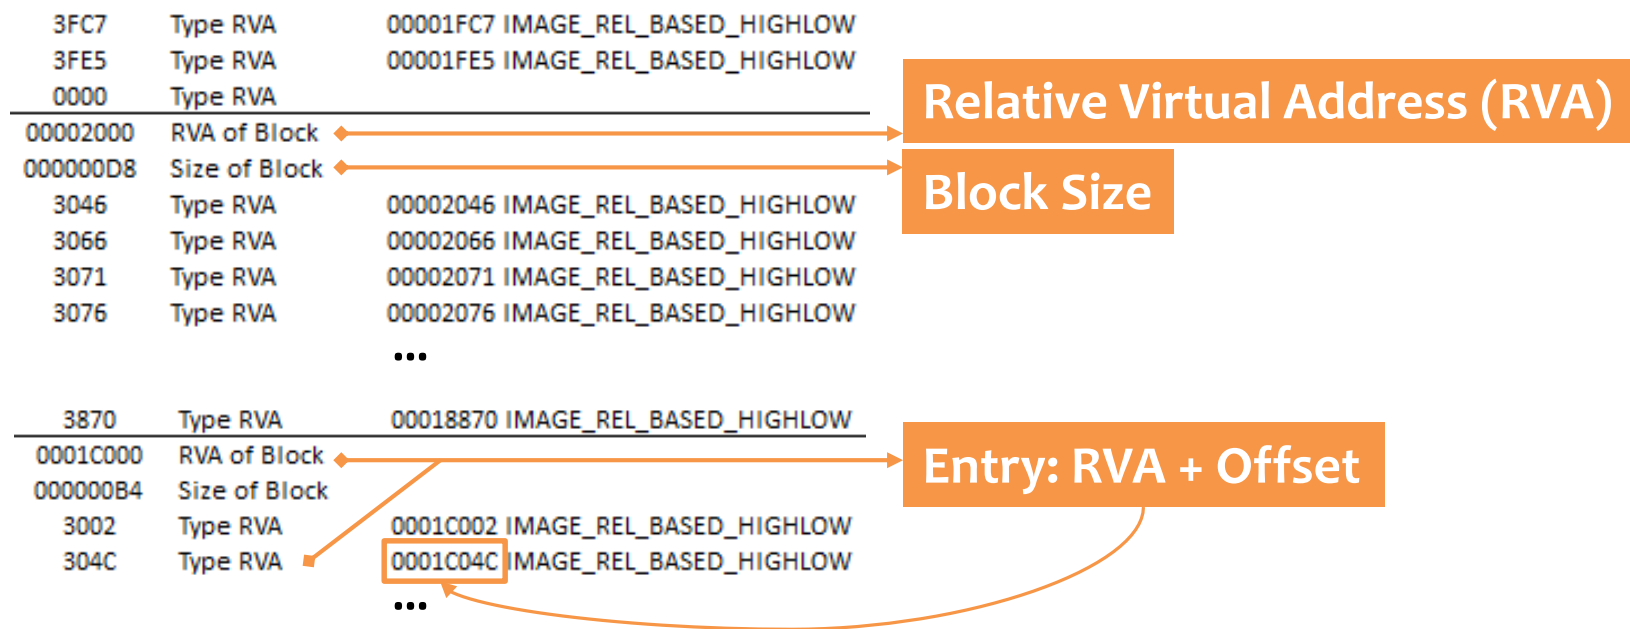 3FC7 Type RVA 00001FC7 IMAGE_REL_BASED_HIGHLOW
3FE5 Type RVA 00001FE5 IMAGE_REL_BASED_HIGHLOW
0000 Type RVA
00002000 RVA of Block
Relative Virtual Address (RVA)
000000D8 Size of Block
Block Size
3046 Type RVA 00002046 IMAGE_REL_BASED_HIGHLOW
3066 Type RVA 00002066 IMAGE_REL_BASED_HIGHLOW
3071 Type RVA 00002071 IMAGE_REL_BASED_HIGHLOW
3076 Type RVA 00002076 IMAGE_REL_BASED_HIGHLOW
...
3870 Type RVA 00018870 IMAGE_REL_BASED_HIGHLOW
0001C000 RVA of Block
Entry: RVA + Offset
000000B4 Size of Block
3002 Type RVA 0001C002 IMAGE_REL_BASED_HIGHLOW
304C Type RVA 0001C04C IMAGE_REL_BASED_HIGHLOW
...